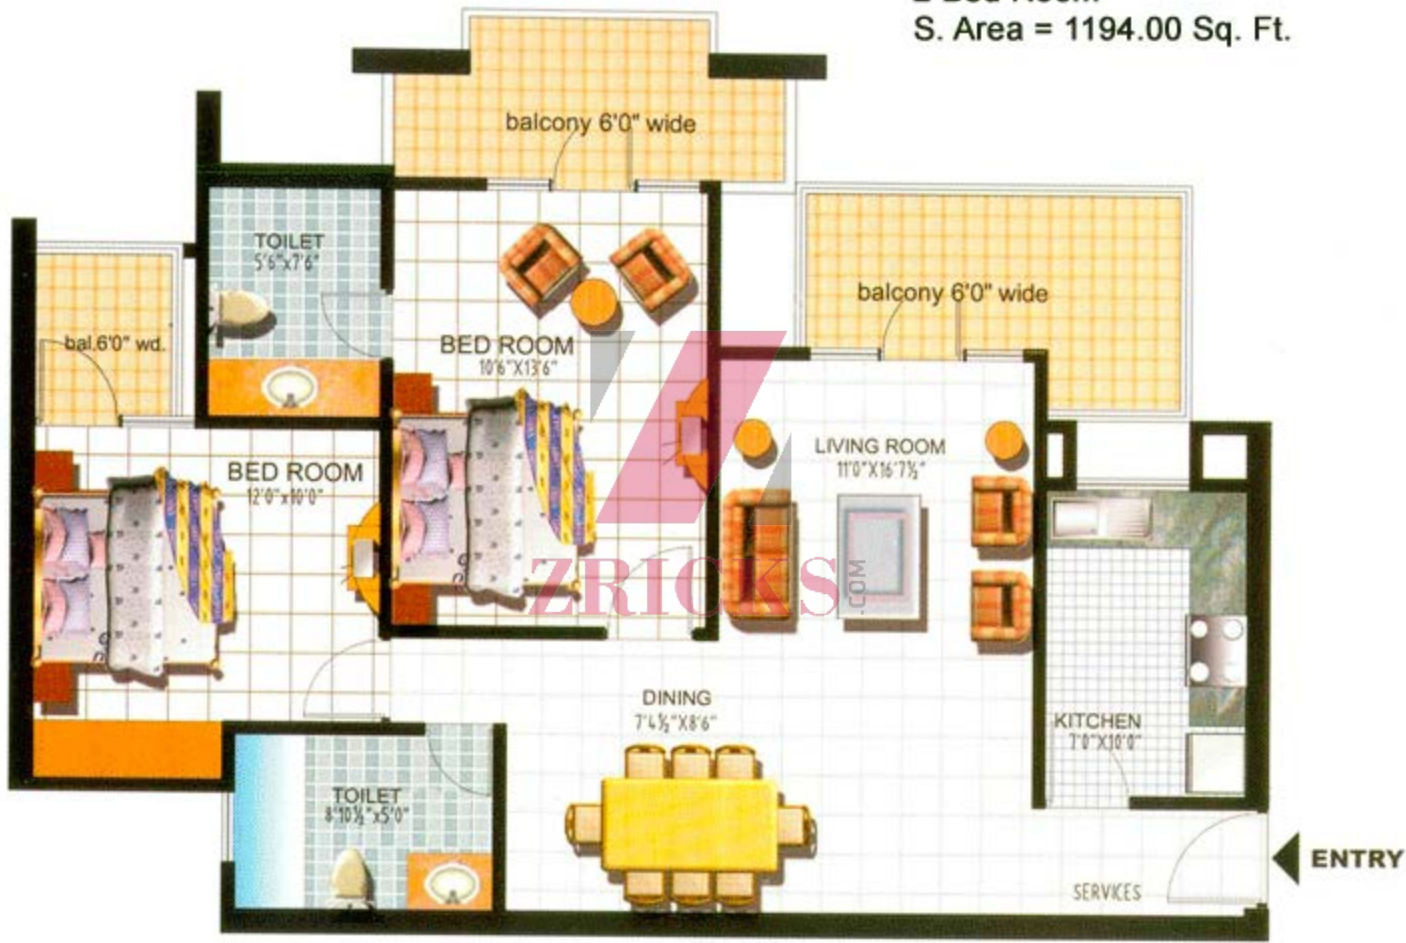 2 Bed Room
S. Area = 1194.00 Sq. Ft.
balcony 6'0" wide
TOILET
5'6"x7'6"
balcony 6'0" wide
bal.6'0" wd.
BED ROOM
10'6"X13'6"
LIVING ROOM
11'0"X16'7½"
BED ROOM
12'0"x10'0"
ZRICKS
.COM
DINING
7'4½"X8'6"
KITCHEN
7'0"X10'0"
TOILET
8'10½"x5'0"
ENTRY
SERVICES